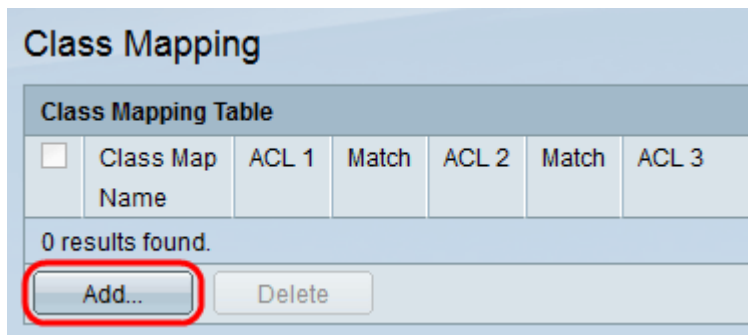 Class Mapping
Class Mapping Table
Class Map Name ACL 1 Match ACL 2 Match ACL 3
0 results found.
Add... Delete